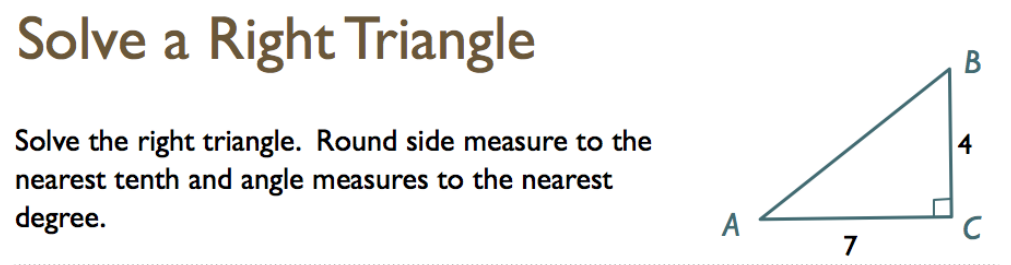 Solve a Right Triangle
Solve the right triangle. Round side measure to the
nearest tenth and angle measures to the nearest
degree.
B
4
A
C
7